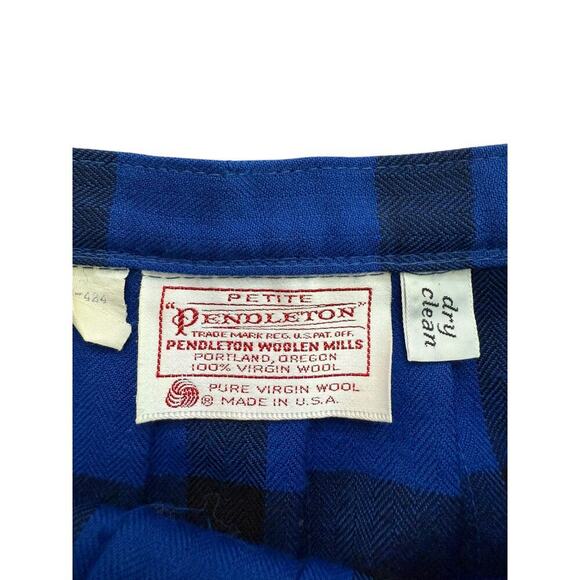 -484
PETITE
"PENDLETON"
TRADE MARK REG. U.S. PAT. OFF.
PENDLETON WOOLEN MILLS
PORTLAND, OREGON
100% VIRGIN WOOL
PURE VIRGIN WOOL
® MADE IN U.S.A.
dry
clean